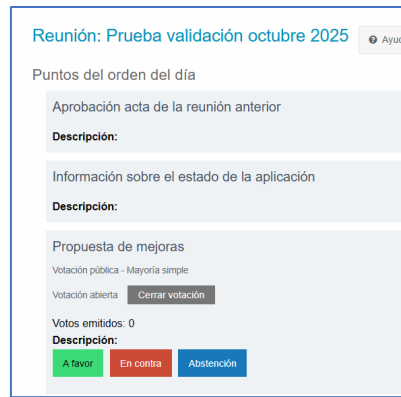 Reunión: Prueba validación octubre 2025
Puntos del orden del día
Aprobación acta de la reunión anterior
Descripción:
Información sobre el estado de la aplicación
Descripción:
Propuesta de mejoras
Votación pública - Mayoría simple
Votación abierta Cerrar votación
Votos emitidos: 0
Descripción:
A favor En contra Abstención